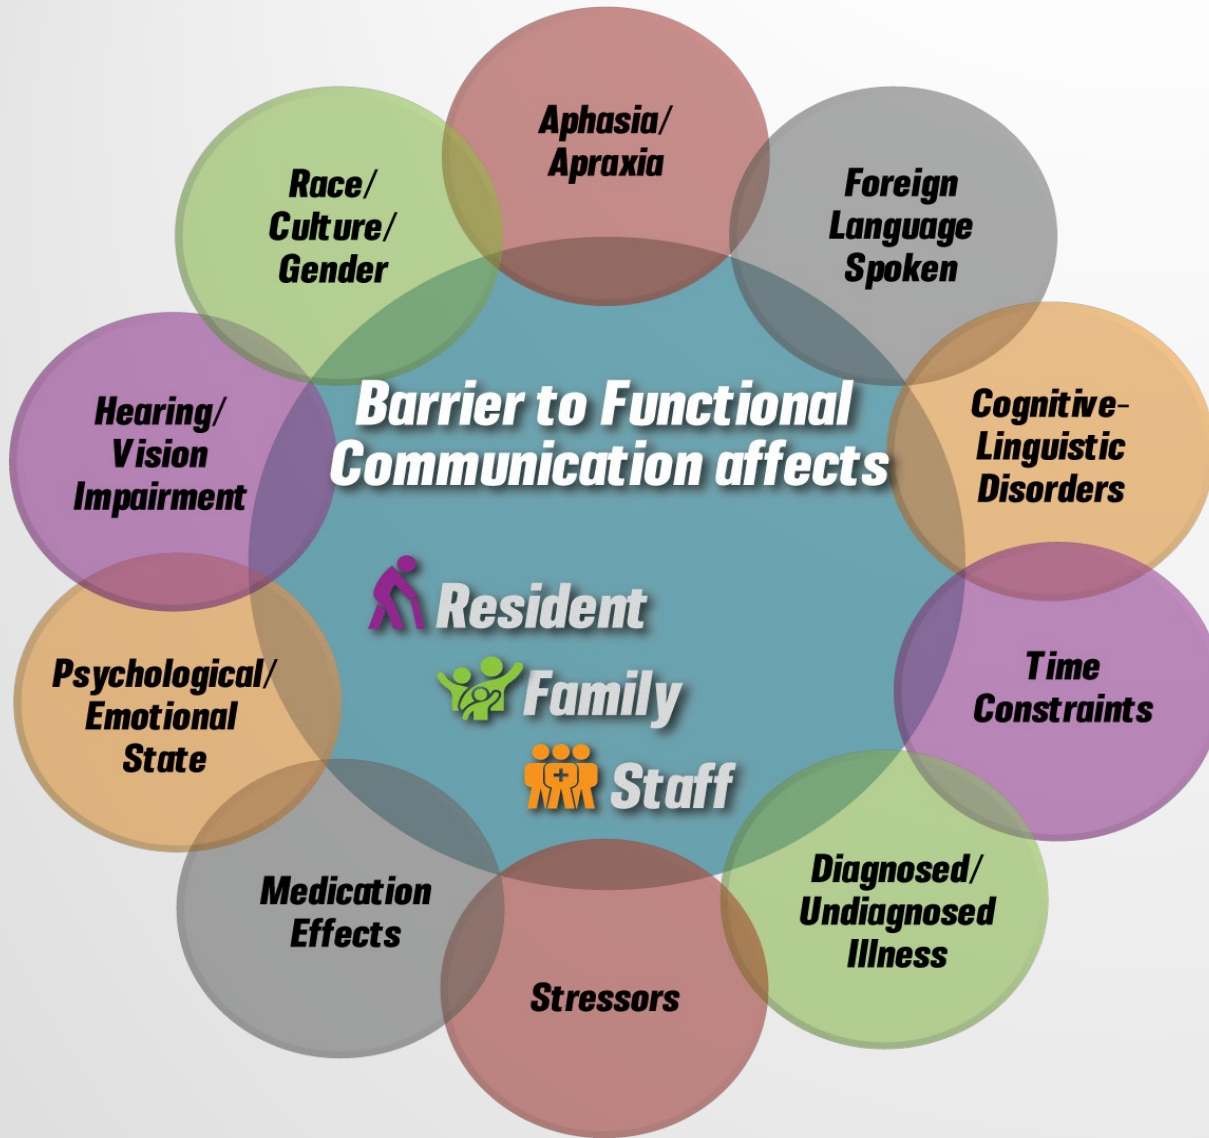 Aphasia/
Apraxia
Foreign
Language
Spoken
Cognitive-
Linguistic
Disorders
Time
Constraints
Diagnosed/
Undiagnosed
Illness
Stressors
Medication
Effects
Psychological/
Emotional
State
Hearing/
Vision
Impairment
Race/
Culture/
Gender
Barrier to Functional
Communication affects
Resident
Family
Staff